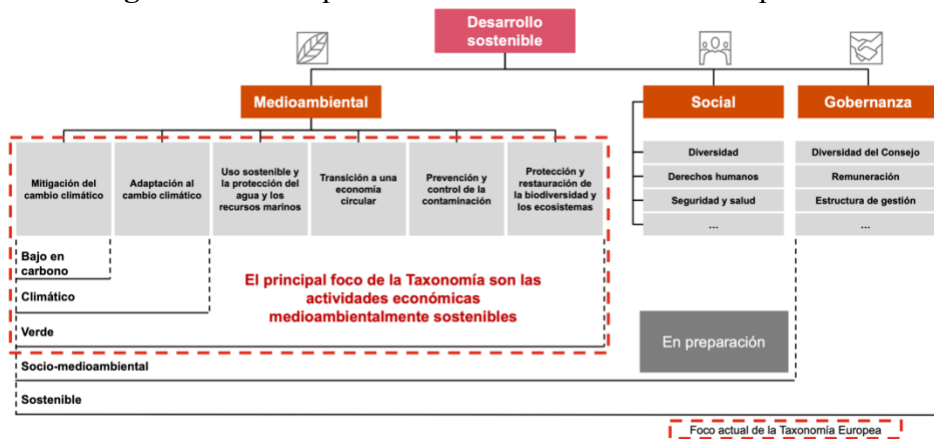 Desarrollo
sostenible
Medioambiental
Social
Gobernanza
Mitigación del
cambio climático
Adaptación al
cambio climático
Uso sostenible y
la protección del
agua y los
recursos marinos
Transición a una
economía
circular
Prevención y
control de la
contaminación
Protección y
restauración de
la biodiversidad y
los ecosistemas
Diversidad
Derechos humanos
Seguridad y salud
...
Diversidad del Consejo
Remuneración
Estructura de gestión
...
Bajo en
carbono
Climático
Verde
El principal foco de la Taxonomía son las
actividades económicas
medioambientalmente sostenibles
En preparación
Socio-medioambiental
Sostenible
Foco actual de la Taxonomía Europea